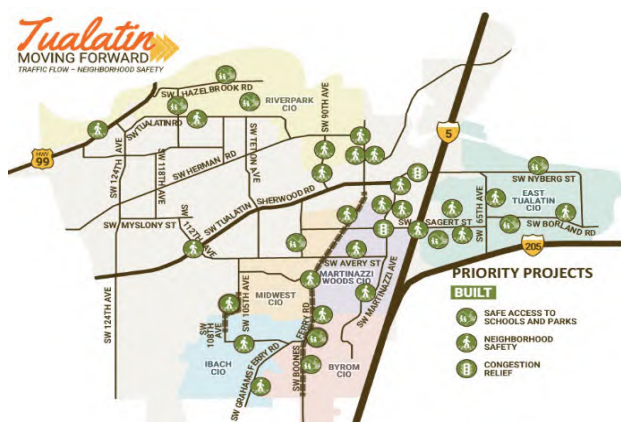 Tualatin
MOVING FORWARD
TRAFFIC FLOW – NEIGHBORHOOD SAFETY
SW HAZELBROOK RD
RIVERPARK
CIO
SW 90TH AVE
HWY
99
SW TUALATIN RD
SW 124TH AVE
SW 118TH AVE
SW HERMAN RD
SW TETON AVE
5
SW NYBERG ST
EAST
TUALATIN
CIO
SW 65TH AVE
SW TUALATIN SHERWOOD RD
SW MYSLONY ST
SW 112TH AVE
SW SAGERT ST
SW BORLAND RD
205
SW AVERY ST
MARTINAZZI
WOODS CIO
SW MARTINAZZI AVE
MIDWEST
CIO
SW 105TH AVE
SW 108TH AVE
SW 124TH AVE
IBACH
CIO
SW GRAHAMS FERRY RD
SW BOONES FERRY RD
BYROM
CIO
PRIORITY PROJECTS
BUILT
SAFE ACCESS TO
SCHOOLS AND PARKS
NEIGHBORHOOD
SAFETY
CONGESTION
RELIEF